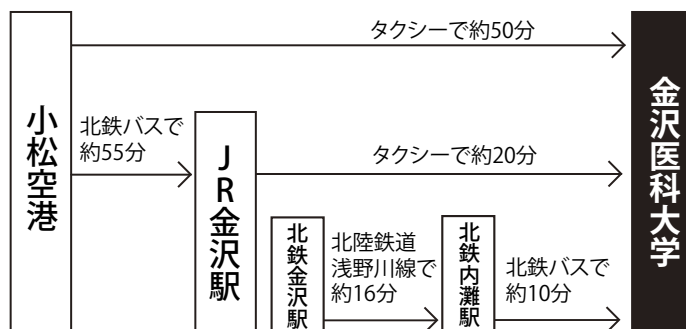 タクシーで約50分
小松空港
北鉄バスで
約55分
JR金沢駅
タクシーで約20分
北鉄金沢駅
北陸鉄道
浅野川線で
約16分
北鉄内灘駅
北鉄バスで
約10分
金沢医科大学